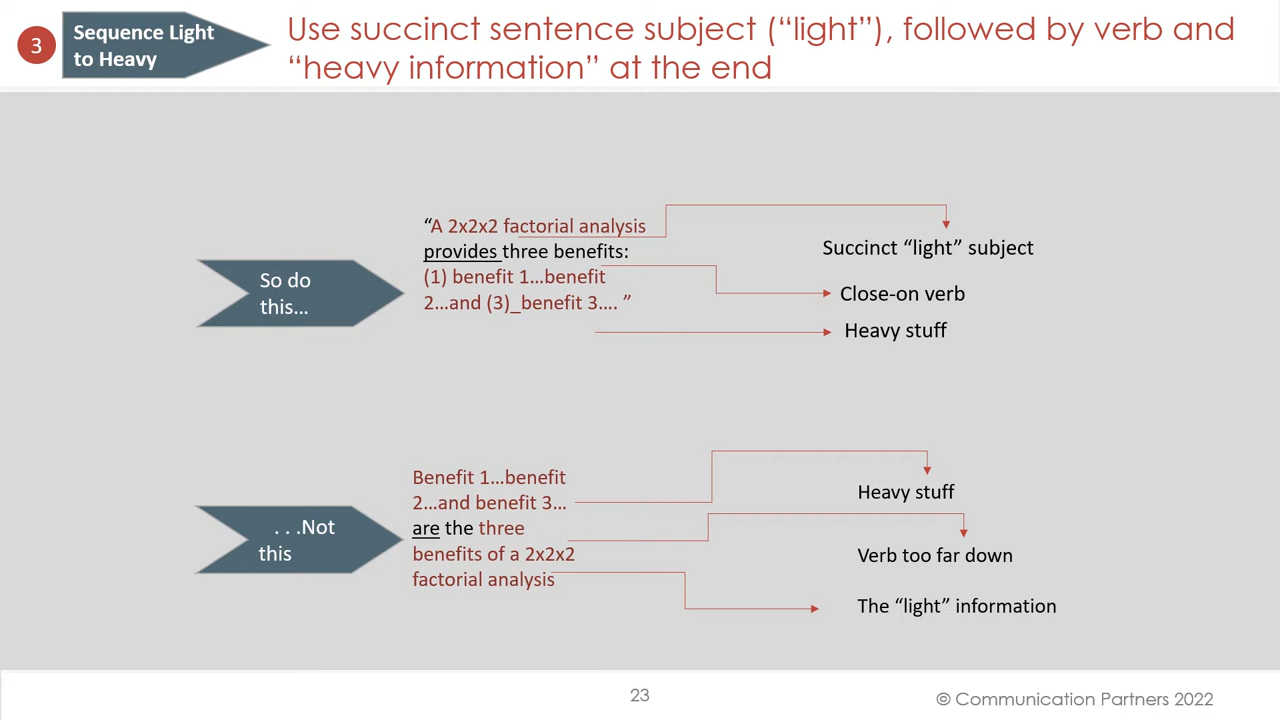 3
Sequence Light
to Heavy
Use succinct sentence subject (“light”), followed by verb and
“heavy information” at the end
So do
this...
“A 2x2x2 factorial analysis
provides three benefits:
(1) benefit 1...benefit
2...and (3)_benefit 3.... ”
Succinct “light” subject
Close-on verb
Heavy stuff
. . .Not
this
Benefit 1...benefit
2...and benefit 3...
are the three
benefits of a 2x2x2
factorial analysis
Heavy stuff
Verb too far down
The “light” information
23
© Communication Partners 2022